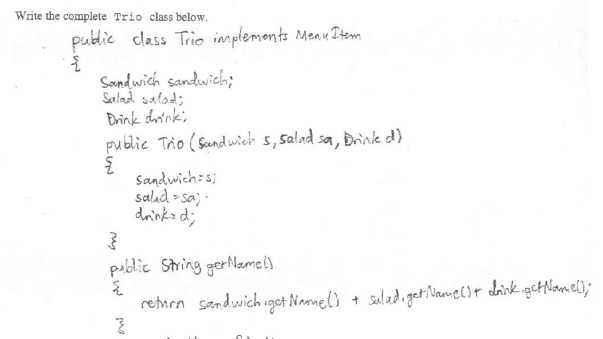 Write the complete Trio class below.
public class Trio implements MenuItem
{
Sandwich sandwich;
Salad salad;
Drink drink;
public Trio (Sandwich s, Salad sa, Drink d)
{
sandwich=s;
salad=sa;
drink=d;
}
public String getName()
{
return sandwich.getName() + salad.getName()+ drink.getName();
}